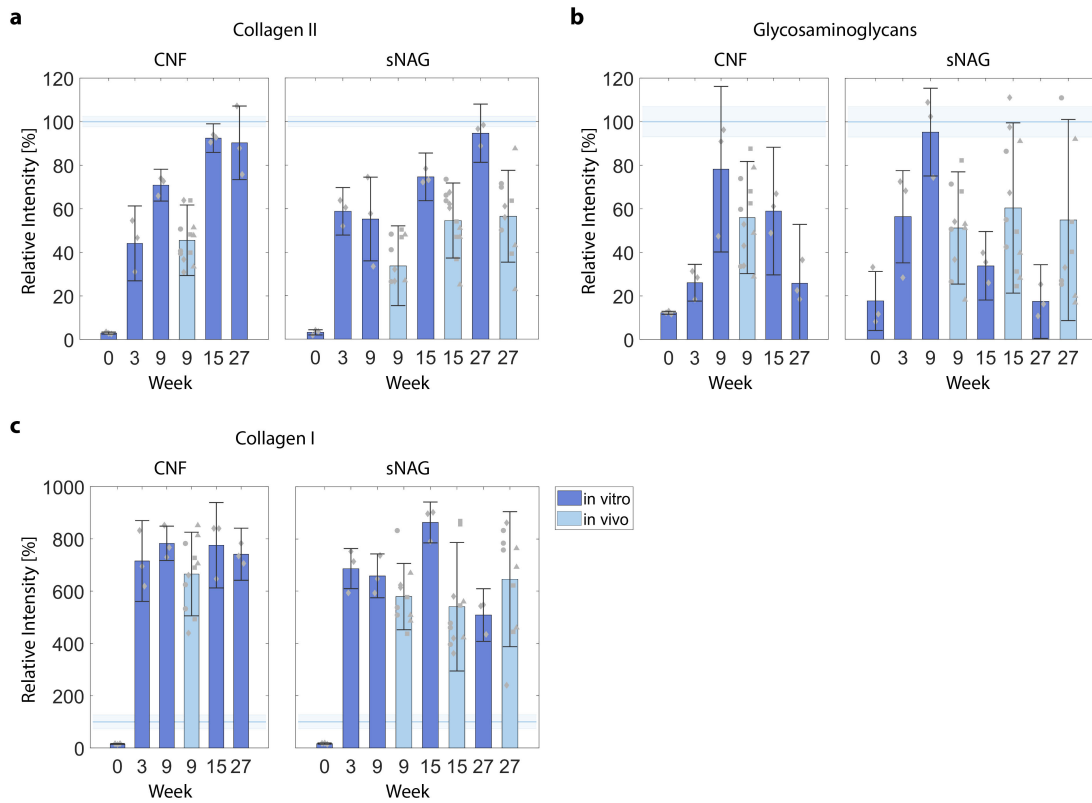 a
Collagen II
CNF
sNAG
120
100
80
60
40
20
0
Relative Intensity [%]
0 3 9 9 15 27
Week
0 3 9 9 15 15 27 27
Week
b
Glycosaminoglycans
CNF
sNAG
120
100
80
60
40
20
0
Relative Intensity [%]
0 3 9 9 15 27
Week
0 3 9 9 15 15 27 27
Week
c
Collagen I
CNF
sNAG
1000
800
600
400
200
0
Relative Intensity [%]
0 3 9 9 15 27
Week
0 3 9 9 15 15 27 27
Week
in vitro
in vivo